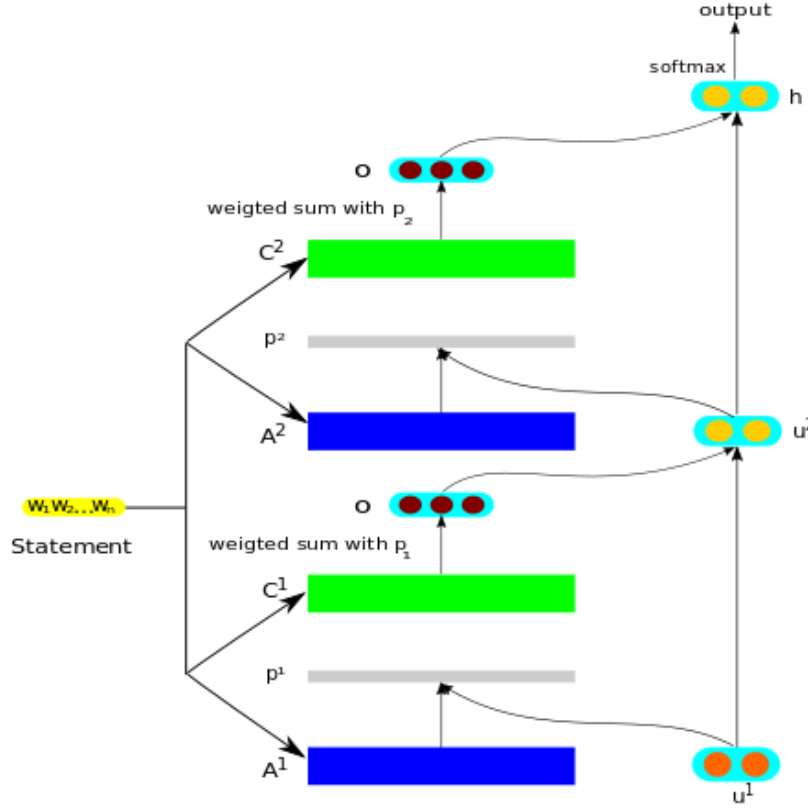 output
softmax
h
o
weigted sum with p₂
C²
p²
A²
u²
W₁W₂...Wₙ
Statement
o
weigted sum with p₁
C¹
p¹
A¹
u¹